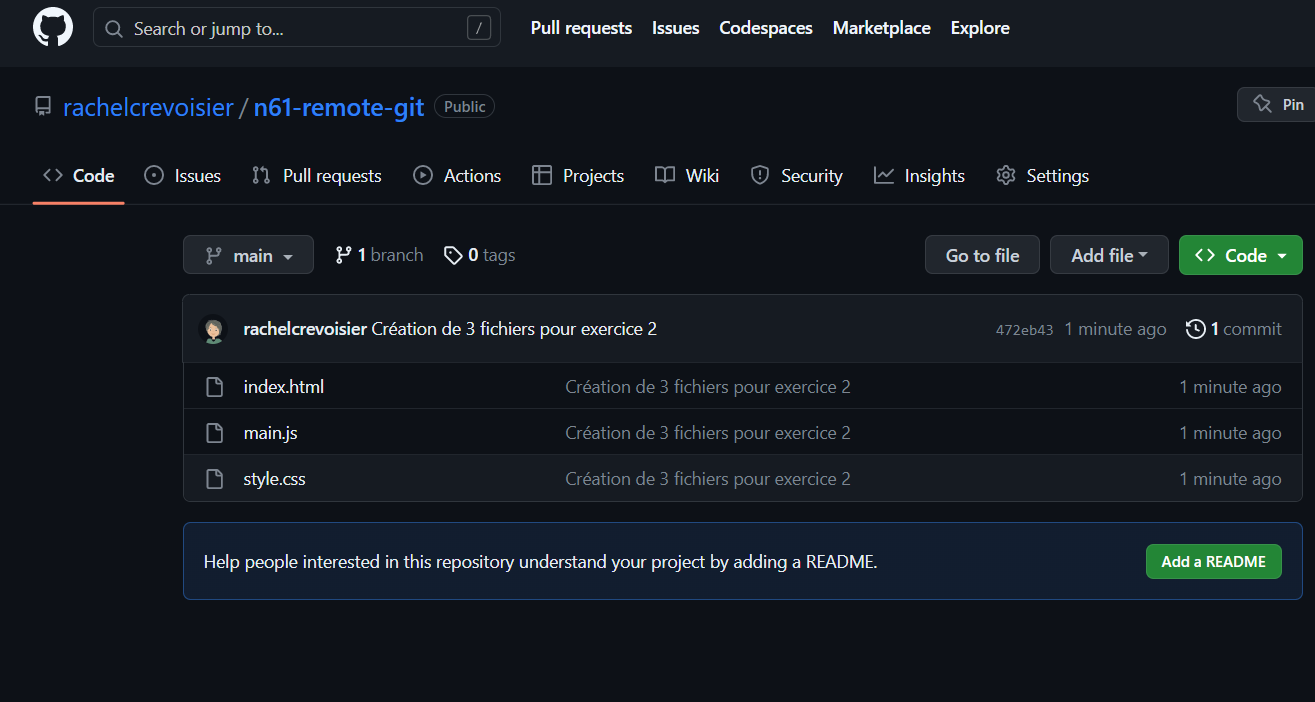 Search or jump to... / Pull requests Issues Codespaces Marketplace Explore
rachelcrevoisier / n61-remote-git Public Pin
Code Issues Pull requests Actions Projects Wiki Security Insights Settings
main 1 branch 0 tags Go to file Add file Code
rachelcrevoisier Création de 3 fichiers pour exercice 2 472eb43 1 minute ago 1 commit
index.html Création de 3 fichiers pour exercice 2 1 minute ago
main.js Création de 3 fichiers pour exercice 2 1 minute ago
style.css Création de 3 fichiers pour exercice 2 1 minute ago
Help people interested in this repository understand your project by adding a README. Add a README